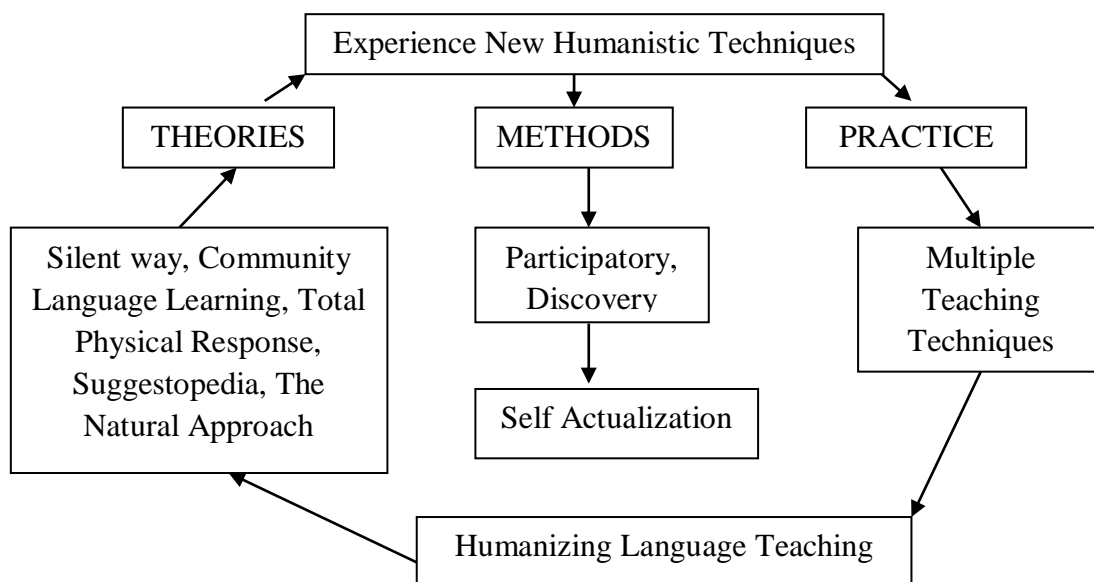 Experience New Humanistic Techniques
THEORIES
METHODS
PRACTICE
Silent way, Community
Language Learning, Total
Physical Response,
Suggestopedia, The
Natural Approach
Participatory,
Discovery
Multiple
Teaching
Techniques
Self Actualization
Humanizing Language Teaching